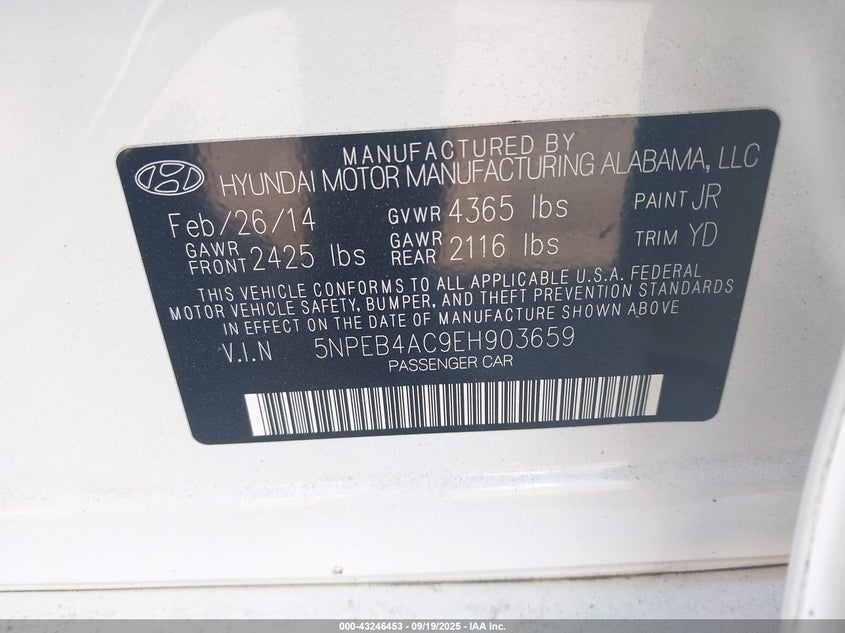 MANUFACTURED BY
HYUNDAI MOTOR MANUFACTURING ALABAMA, LLC
Feb/26/14 GVWR 4365 lbs PAINT JR
GAWR FRONT 2425 lbs GAWR REAR 2116 lbs TRIM YD
THIS VEHICLE CONFORMS TO ALL APPLICABLE U.S.A. FEDERAL
MOTOR VEHICLE SAFETY, BUMPER, AND THEFT PREVENTION STANDARDS
IN EFFECT ON THE DATE OF MANUFACTURE SHOWN ABOVE
V.I.N 5NPEB4AC9EH903659
PASSENGER CAR
000-43246453 - 09/19/2025 - IAA Inc.